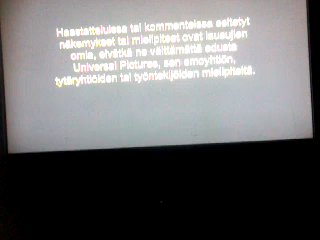 Haastatteluissa tai kommenteissa esitetyt
näkemykset tai mielipiteet ovat lausujien
omia, eivätkä ne välttämättä edusta
Universal Pictures, sen emoyhtiön,
tytäryhtiöiden tai työntekijöiden mielipiteitä.